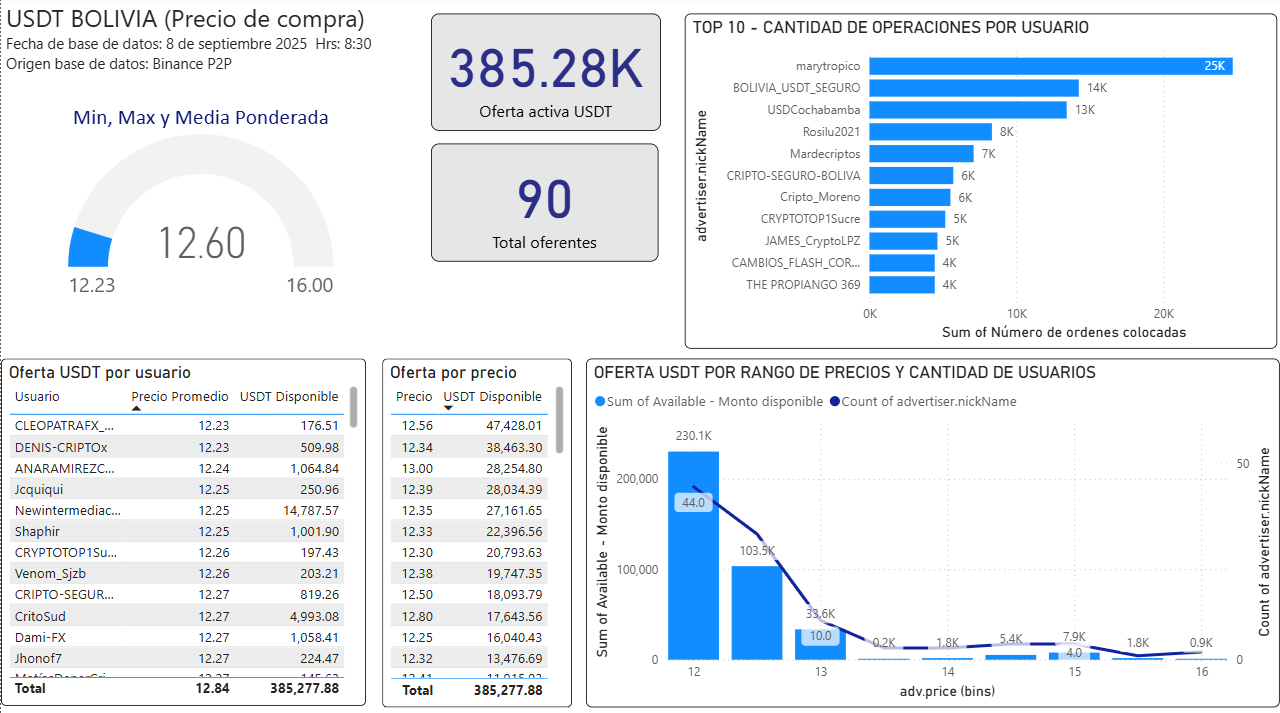 USDT BOLIVIA (Precio de compra)
Fecha de base de datos: 8 de septiembre 2025 Hrs: 8:30
Origen base de datos: Binance P2P
Min, Max y Media Ponderada
12.60
12.23
16.00
385.28K
Oferta activa USDT
90
Total oferentes
TOP 10 - CANTIDAD DE OPERACIONES POR USUARIO
advertiser.nickName
marytropico 25K
BOLIVIA_USDT_SEGURO 14K
USDCochabamba 13K
Rosilu2021 8K
Mardecriptos 7K
CRIPTO-SEGURO-BOLIVA 6K
Cripto_Moreno 6K
CRYPTOTOP1Sucre 5K
JAMES_CryptoLPZ 5K
CAMBIOS_FLASH_COR... 4K
THE PROPIANGO 369 4K
0K 10K 20K
Sum of Número de ordenes colocadas
Oferta USDT por usuario
Usuario Precio Promedio USDT Disponible
CLEOPATRAFX_... 12.23 176.51
DENIS-CRIPTOx 12.23 509.98
ANARAMIREZC... 12.24 1,064.84
Jcquiqui 12.25 250.96
Newintermediac... 12.25 14,787.57
Shaphir 12.25 1,001.90
CRYPTOTOP1Su... 12.26 197.43
Venom_Sjzb 12.26 203.21
CRIPTO-SEGUR... 12.27 819.26
CritoSud 12.27 4,993.08
Dami-FX 12.27 1,058.41
Jhonof7 12.27 224.47
Total 12.84 385,277.88
Oferta por precio
Precio USDT Disponible
12.56 47,428.01
12.34 38,463.30
13.00 28,254.80
12.39 28,034.39
12.35 27,161.65
12.33 22,396.56
12.30 20,793.63
12.38 19,747.35
12.50 18,093.79
12.80 17,643.56
12.25 16,040.43
12.32 13,476.69
Total 385,277.88
OFERTA USDT POR RANGO DE PRECIOS Y CANTIDAD DE USUARIOS
Sum of Available - Monto disponible Count of advertiser.nickName
Sum of Available - Monto disponible
200,000
100,000
0
230.1K
103.5K
33.6K
0.2K
1.8K
5.4K
7.9K
1.8K
0.9K
44.0
10.0
4.0
50
0
Count of advertiser.nickName
12 13 14 15 16
adv.price (bins)